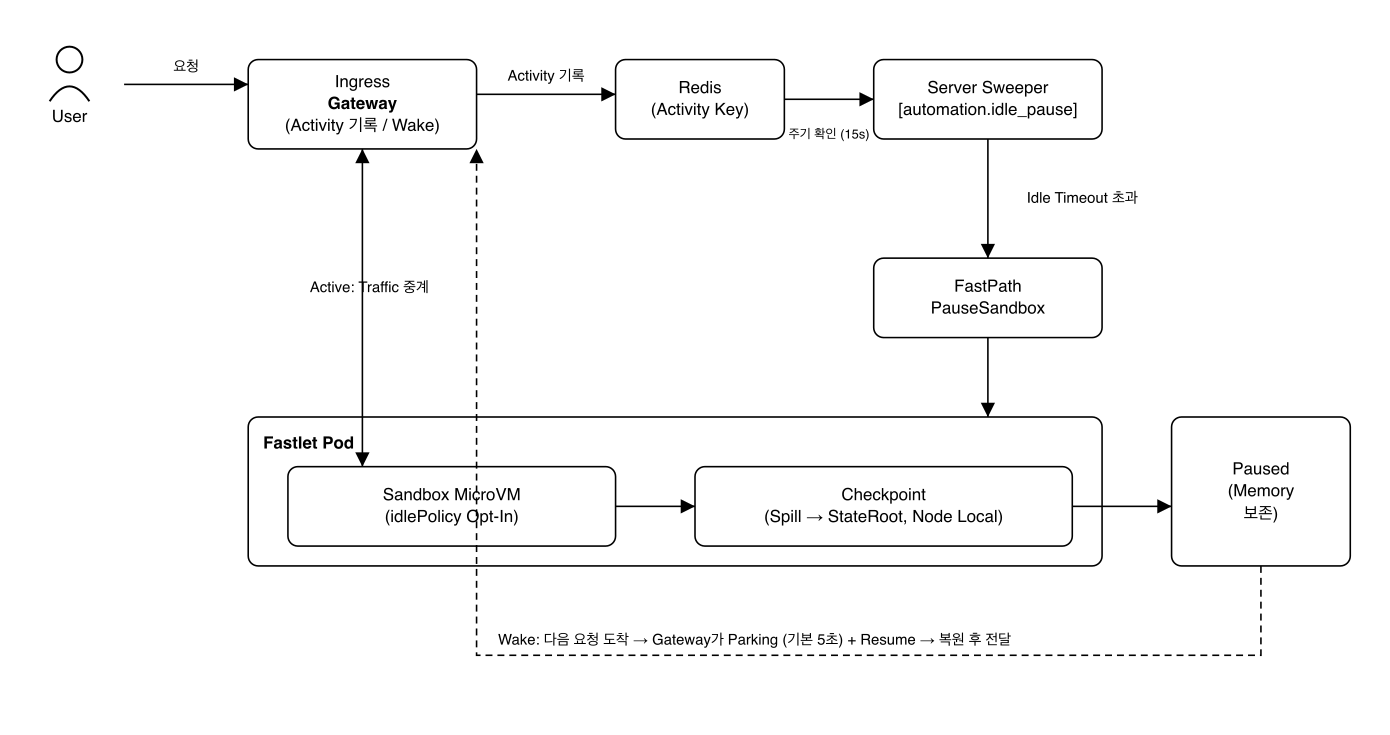 User
요청
Ingress
Gateway
(Activity 기록 / Wake)
Activity 기록
Redis
(Activity Key)
주기 확인 (15s)
Server Sweeper
[automation.idle_pause]
Idle Timeout 초과
Active: Traffic 중계
FastPath
PauseSandbox
Fastlet Pod
Sandbox MicroVM
(idlePolicy Opt-In)
Checkpoint
(Spill → StateRoot, Node Local)
Paused
(Memory
보존)
Wake: 다음 요청 도착 → Gateway가 Parking (기본 5초) + Resume → 복원 후 전달